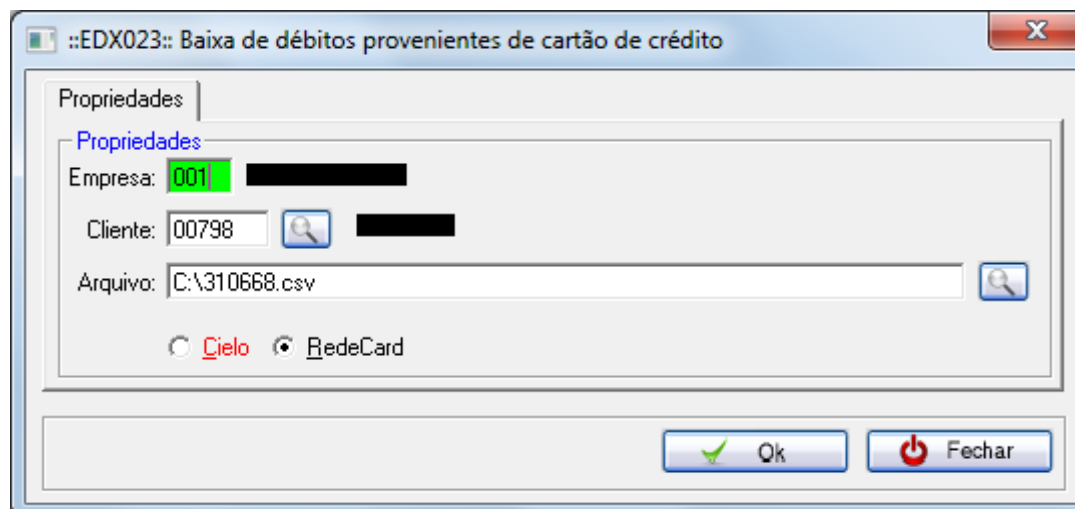 ::EDX023:: Baixa de débitos provenientes de cartão de crédito
Propriedades
Propriedades
Empresa: 001
Cliente: 00798
Arquivo: C:\310668.csv
Cielo RedeCard
Ok Fechar